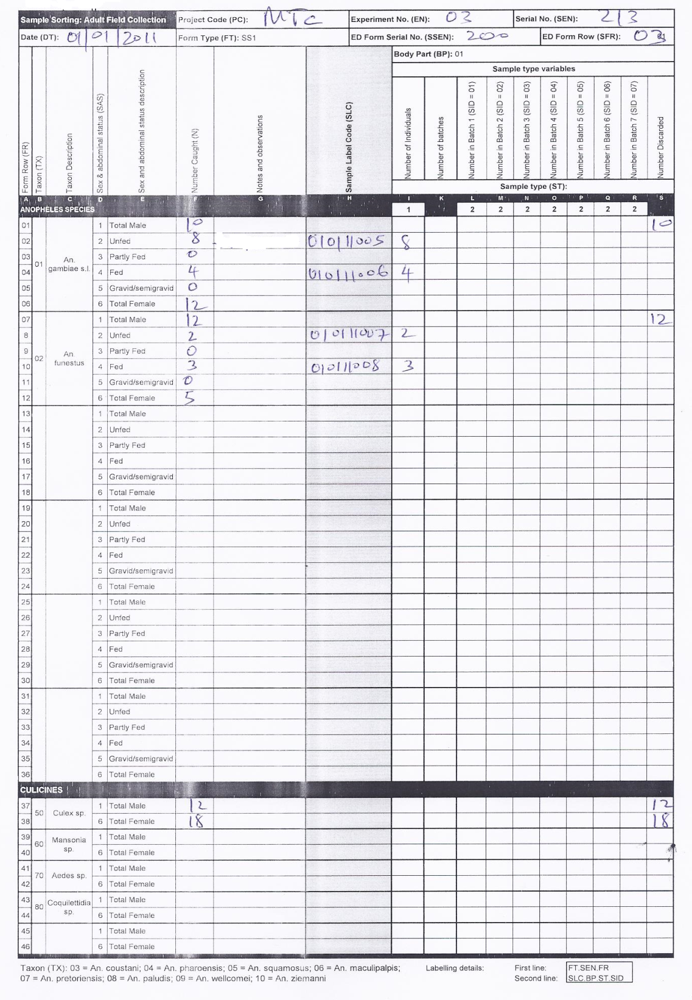 Sample Sorting: Adult Field Collection Project Code (PC): MTC Experiment No. (EN): 03 Serial No. (SEN): 213
Date (DT): 01/01/2011 Form Type (FT): SS1 ED Form Serial No. (SSEN): 200 ED Form Row (SFR): 03
Body Part (BP): 01
Sample type variables
Form Row (FR) Taxon (TX) Taxon Description Sex & abdominal status (SAS) Sex and abdominal status description Number Caught (N) Notes and observations Sample Label Code (SLC) Number of Individuals Number of batches Number in Batch 1 (SID = 01) Number in Batch 2 (SID = 02) Number in Batch 3 (SID = 03) Number in Batch 4 (SID = 04) Number in Batch 5 (SID = 05) Number in Batch 6 (SID = 06) Number in Batch 7 (SID = 07) Number Discarded
Sample type (ST):
A B C D E F G H I K L M N O P Q R S
ANOPHELES SPECIES 1 2 2 2 2 2 2 2
01 1 Total Male 10 10
02 2 Unfed 8 010111005 8
03 3 Partly Fed 0
01 An. gambiae s.l.
04 4 Fed 4 010111006 4
05 5 Gravid/semigravid 0
06 6 Total Female 12
07 1 Total Male 12 12
8 2 Unfed 2 010111007 2
9 3 Partly Fed 0
02 An. funestus
10 4 Fed 3 010111008 3
11 5 Gravid/semigravid 0
12 6 Total Female 5
13 1 Total Male
14 2 Unfed
15 3 Partly Fed
16 4 Fed
17 5 Gravid/semigravid
18 6 Total Female
19 1 Total Male
20 2 Unfed
21 3 Partly Fed
22 4 Fed
23 5 Gravid/semigravid
24 6 Total Female
25 1 Total Male
26 2 Unfed
27 3 Partly Fed
28 4 Fed
29 5 Gravid/semigravid
30 6 Total Female
31 1 Total Male
32 2 Unfed
33 3 Partly Fed
34 4 Fed
35 5 Gravid/semigravid
36 6 Total Female
CULICINES
37 1 Total Male 12 12
50 Culex sp.
38 6 Total Female 18 18
39 1 Total Male
60 Mansonia sp.
40 6 Total Female
41 1 Total Male
70 Aedes sp.
42 6 Total Female
43 1 Total Male
80 Coquilettidia sp.
44 6 Total Female
45 1 Total Male
46 6 Total Female
Taxon (TX): 03 = An. coustani; 04 = An. pharoensis; 05 = An. squamosus; 06 = An. maculipalpis; Labelling details: First line: FT.SEN.FR
07 = An. pretoriensis; 08 = An. paludis; 09 = An. wellcomei; 10 = An. ziemanni Second line: SLC.BP.ST.SID